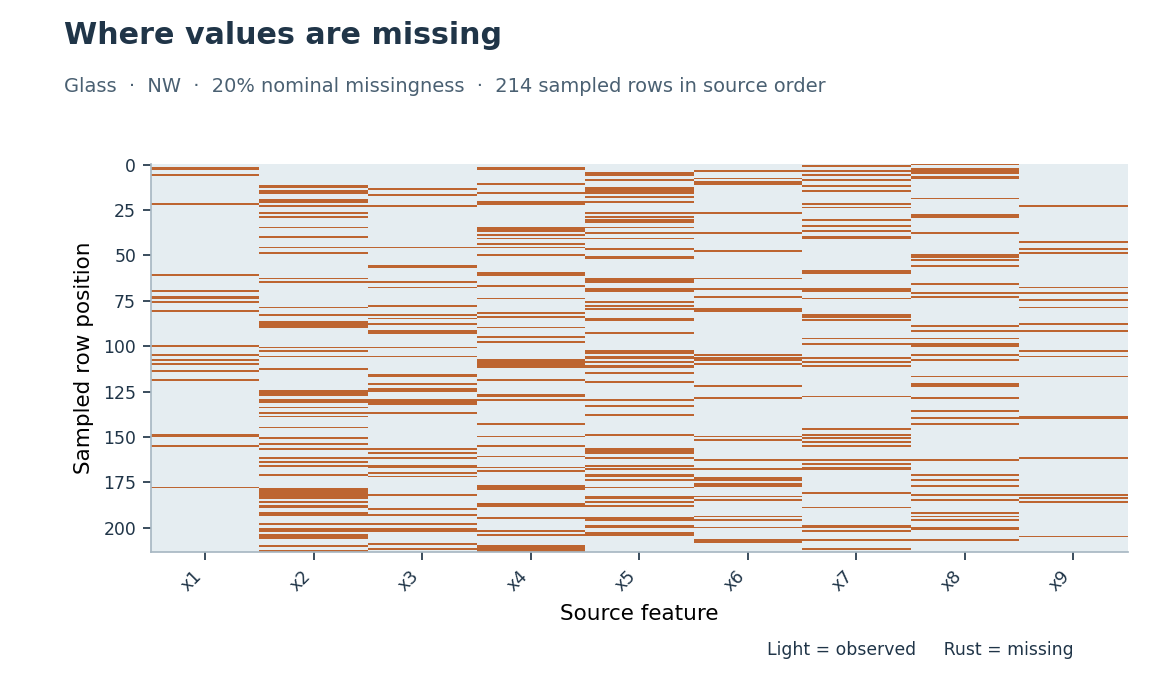 Where values are missing
Glass · NW · 20% nominal missingness · 214 sampled rows in source order
0
25
50
75
100
125
150
175
200
Sampled row position
x1 x2 x3 x4 x5 x6 x7 x8 x9
Source feature
Light = observed Rust = missing